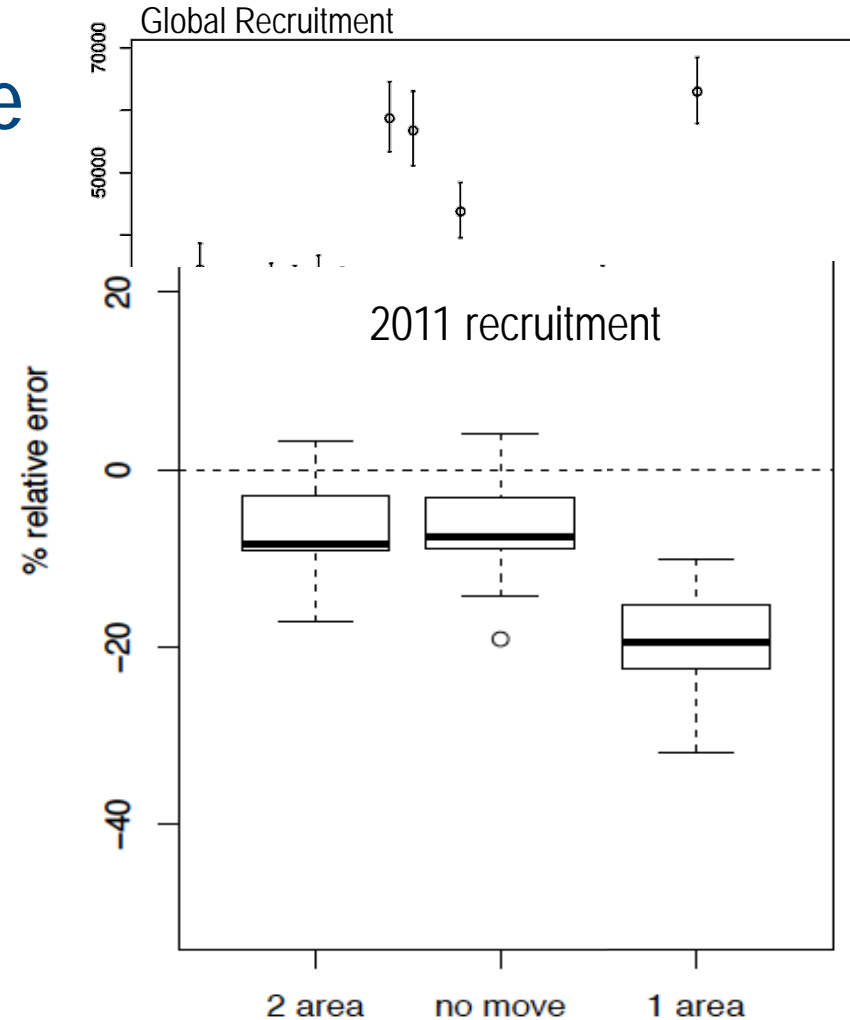 Global Recruitment
e
70000
50000
2011 recruitment
% relative error
20
0
−20
−40
2 area no move 1 area